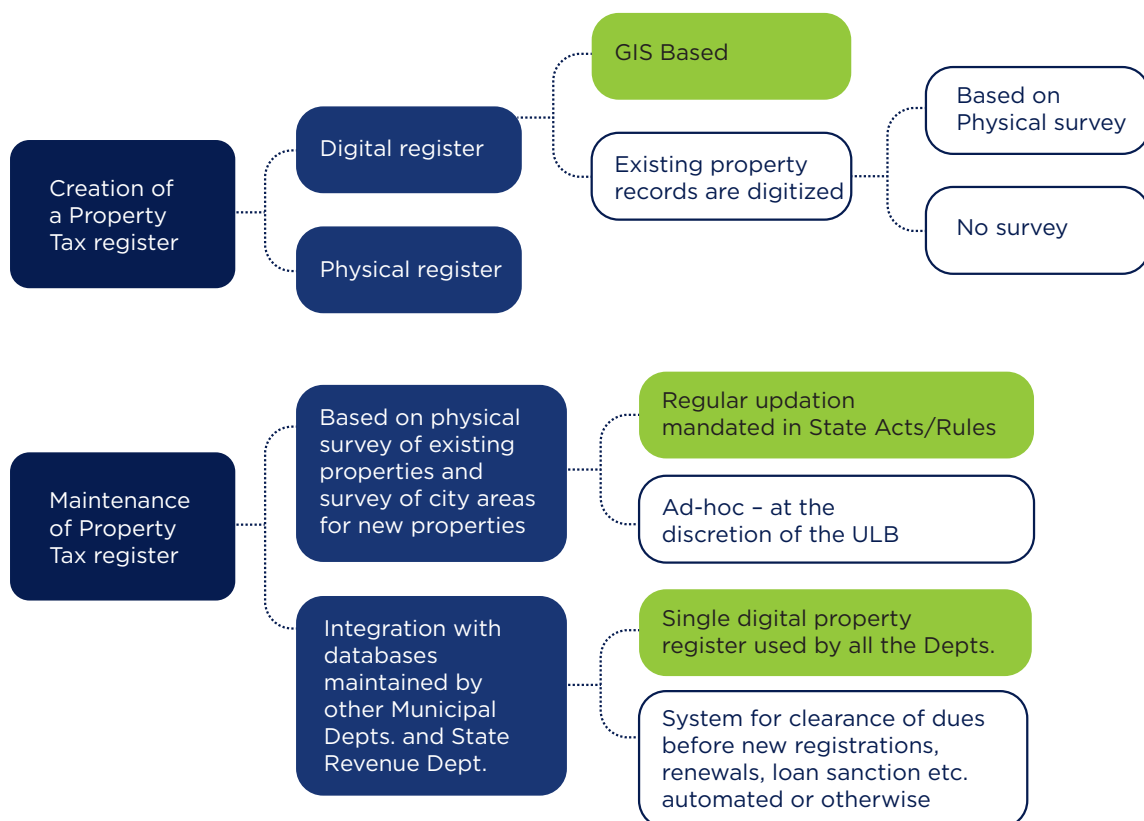 Creation of
a Property
Tax register
Digital register
Physical register
GIS Based
Existing property
records are digitized
Based on
Physical survey
No survey
Maintenance
of Property
Tax register
Based on physical
survey of existing
properties and
survey of city areas
for new properties
Regular updation
mandated in State Acts/Rules
Ad-hoc – at the
discretion of the ULB
Integration with
databases
maintained by
other Municipal
Depts. and State
Revenue Dept.
Single digital property
register used by all the Depts.
System for clearance of dues
before new registrations,
renewals, loan sanction etc.
automated or otherwise